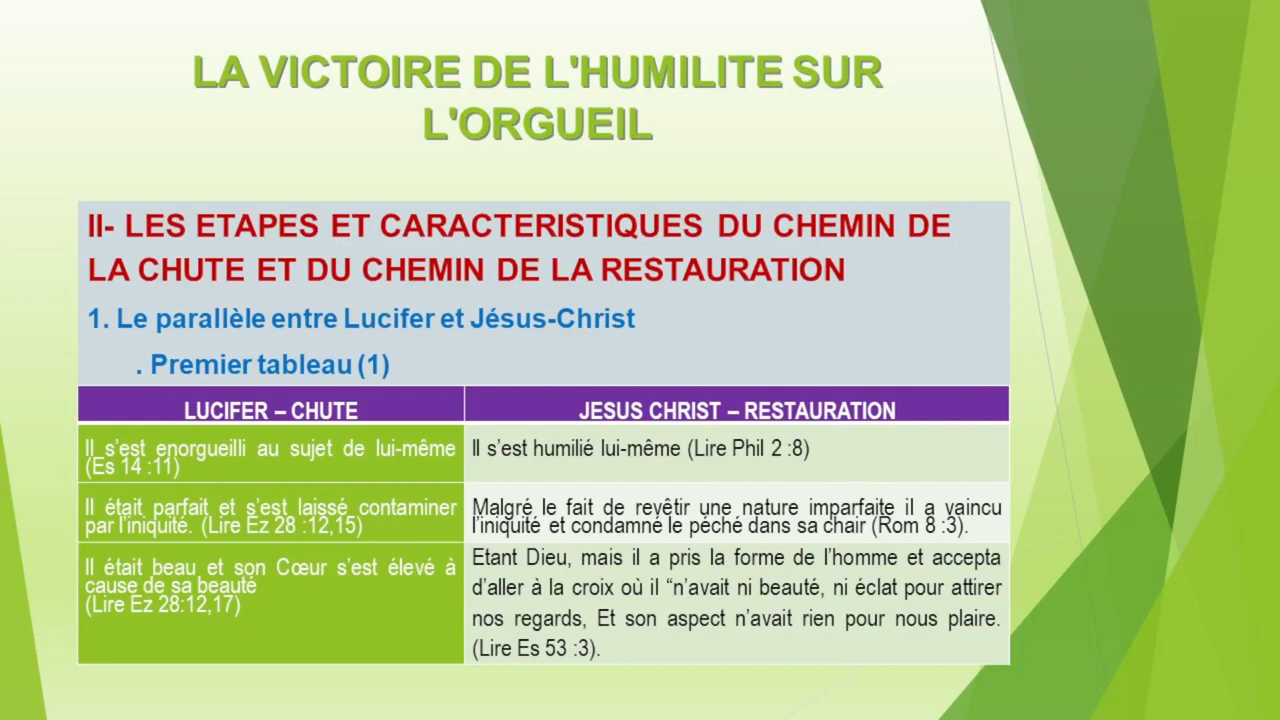 LA VICTOIRE DE L'HUMILITE SUR
L'ORGUEIL
II- LES ETAPES ET CARACTERISTIQUES DU CHEMIN DE
LA CHUTE ET DU CHEMIN DE LA RESTAURATION
1. Le parallèle entre Lucifer et Jésus-Christ
. Premier tableau (1)
LUCIFER – CHUTE
JESUS CHRIST – RESTAURATION
Il s’est enorgueilli au sujet de lui-même
(Es 14 :11)
Il s’est humilié lui-même (Lire Phil 2 :8)
Il était parfait et s’est laissé contaminer
par l’iniquité. (Lire Ez 28 :12,15)
Malgré le fait de revêtir une nature imparfaite il a vaincu
l’iniquité et condamné le péché dans sa chair (Rom 8 :3).
Il était beau et son Cœur s’est élevé à
cause de sa beauté
(Lire Ez 28:12,17)
Etant Dieu, mais il a pris la forme de l’homme et accepta
d’aller à la croix où il “n’avait ni beauté, ni éclat pour attirer
nos regards, Et son aspect n’avait rien pour nous plaire.
(Lire Es 53 :3).